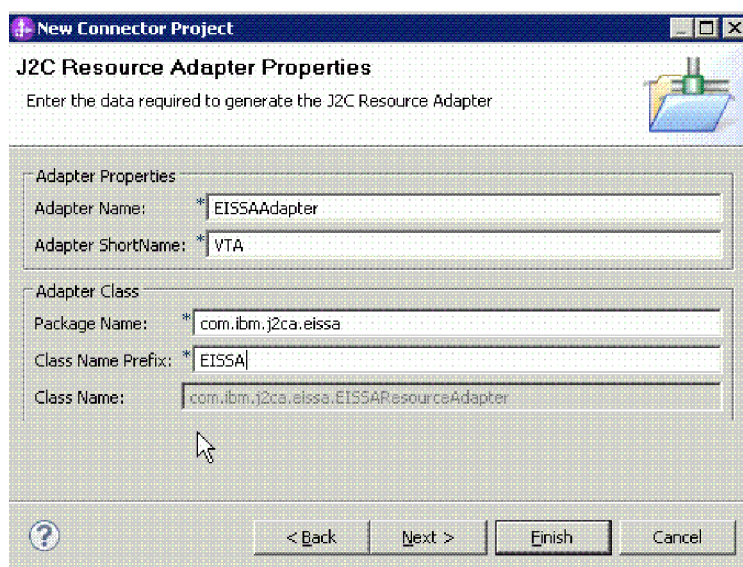 New Connector Project
J2C Resource Adapter Properties
Enter the data required to generate the J2C Resource Adapter
Adapter Properties
Adapter Name: * EISSAAdapter
Adapter ShortName: * VTA
Adapter Class
Package Name: * com.ibm.j2ca.eissa
Class Name Prefix: * EISSA
Class Name: com.ibm.j2ca.eissa.EISSAResourceAdapter
? < Back Next > Finish Cancel